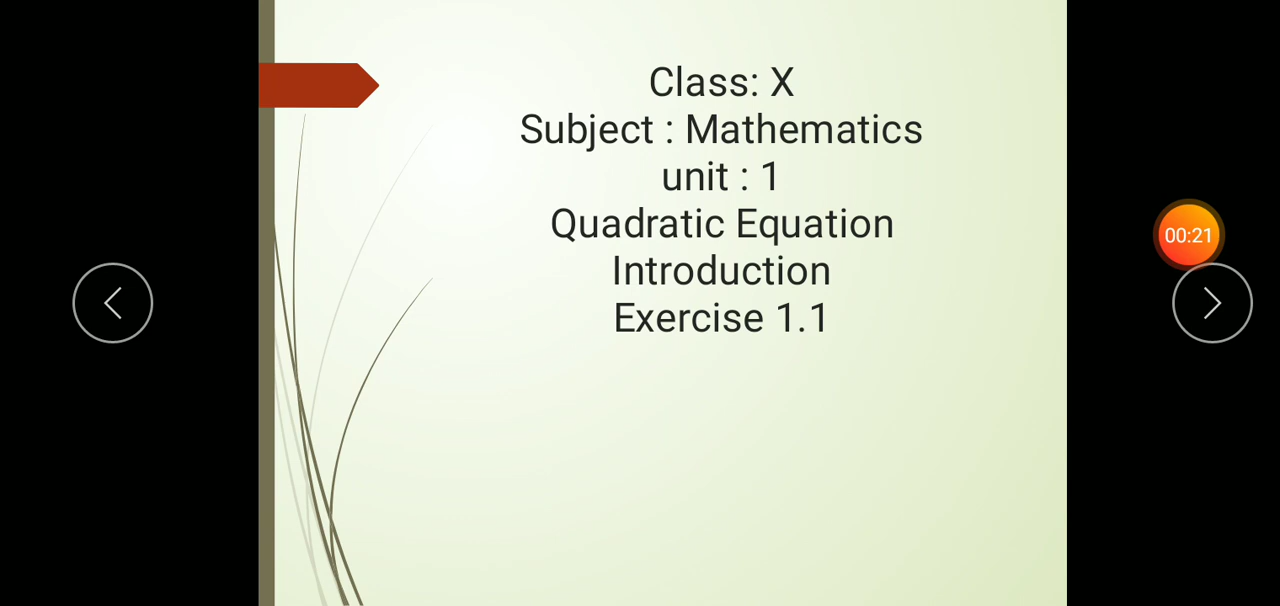 Class: X
Subject : Mathematics
unit : 1
Quadratic Equation
Introduction
Exercise 1.1
00:21